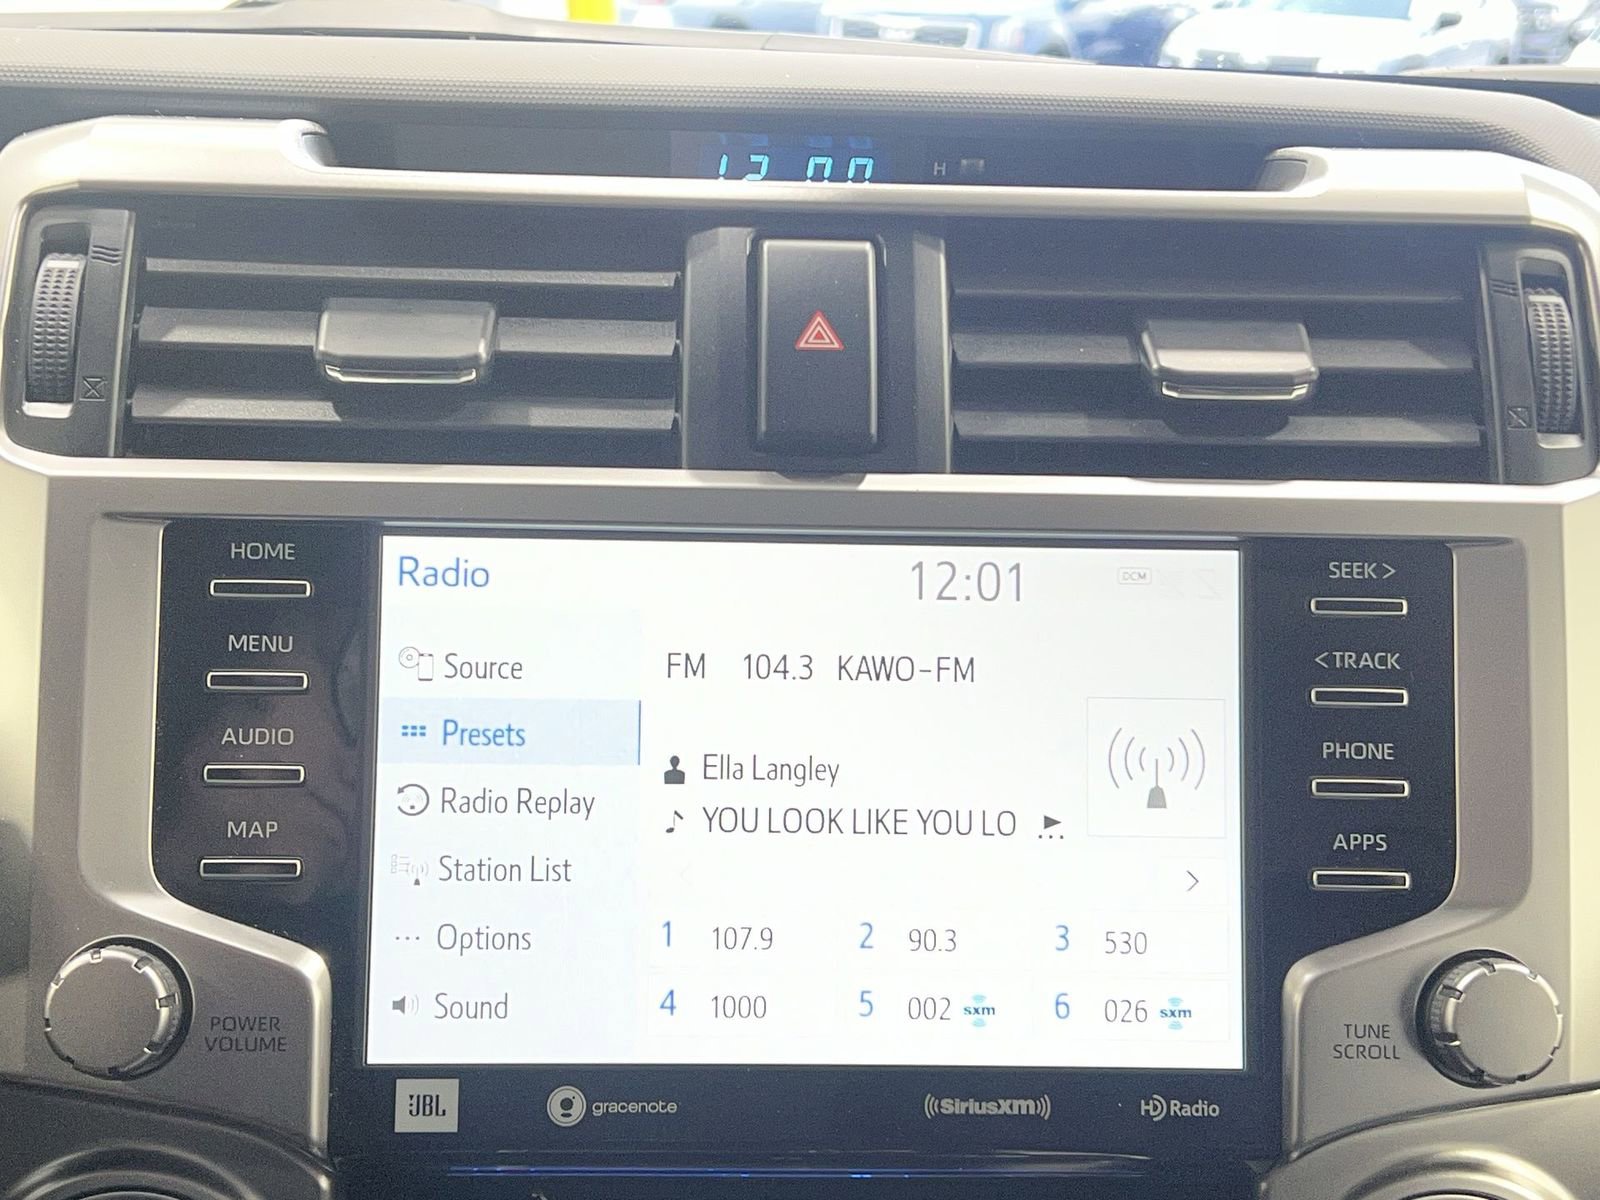 H
HOME
MENU
AUDIO
MAP
POWER
VOLUME
Radio
12:01
DCM
Source
Presets
Radio Replay
Station List
Options
Sound
FM 104.3 KAWO-FM
Ella Langley
YOU LOOK LIKE YOU LO
1 107.9 2 90.3 3 530
4 1000 5 002 sxm 6 026 sxm
SEEK >
< TRACK
PHONE
APPS
TUNE
SCROLL
JBL
gracenote
SiriusXM
HD Radio